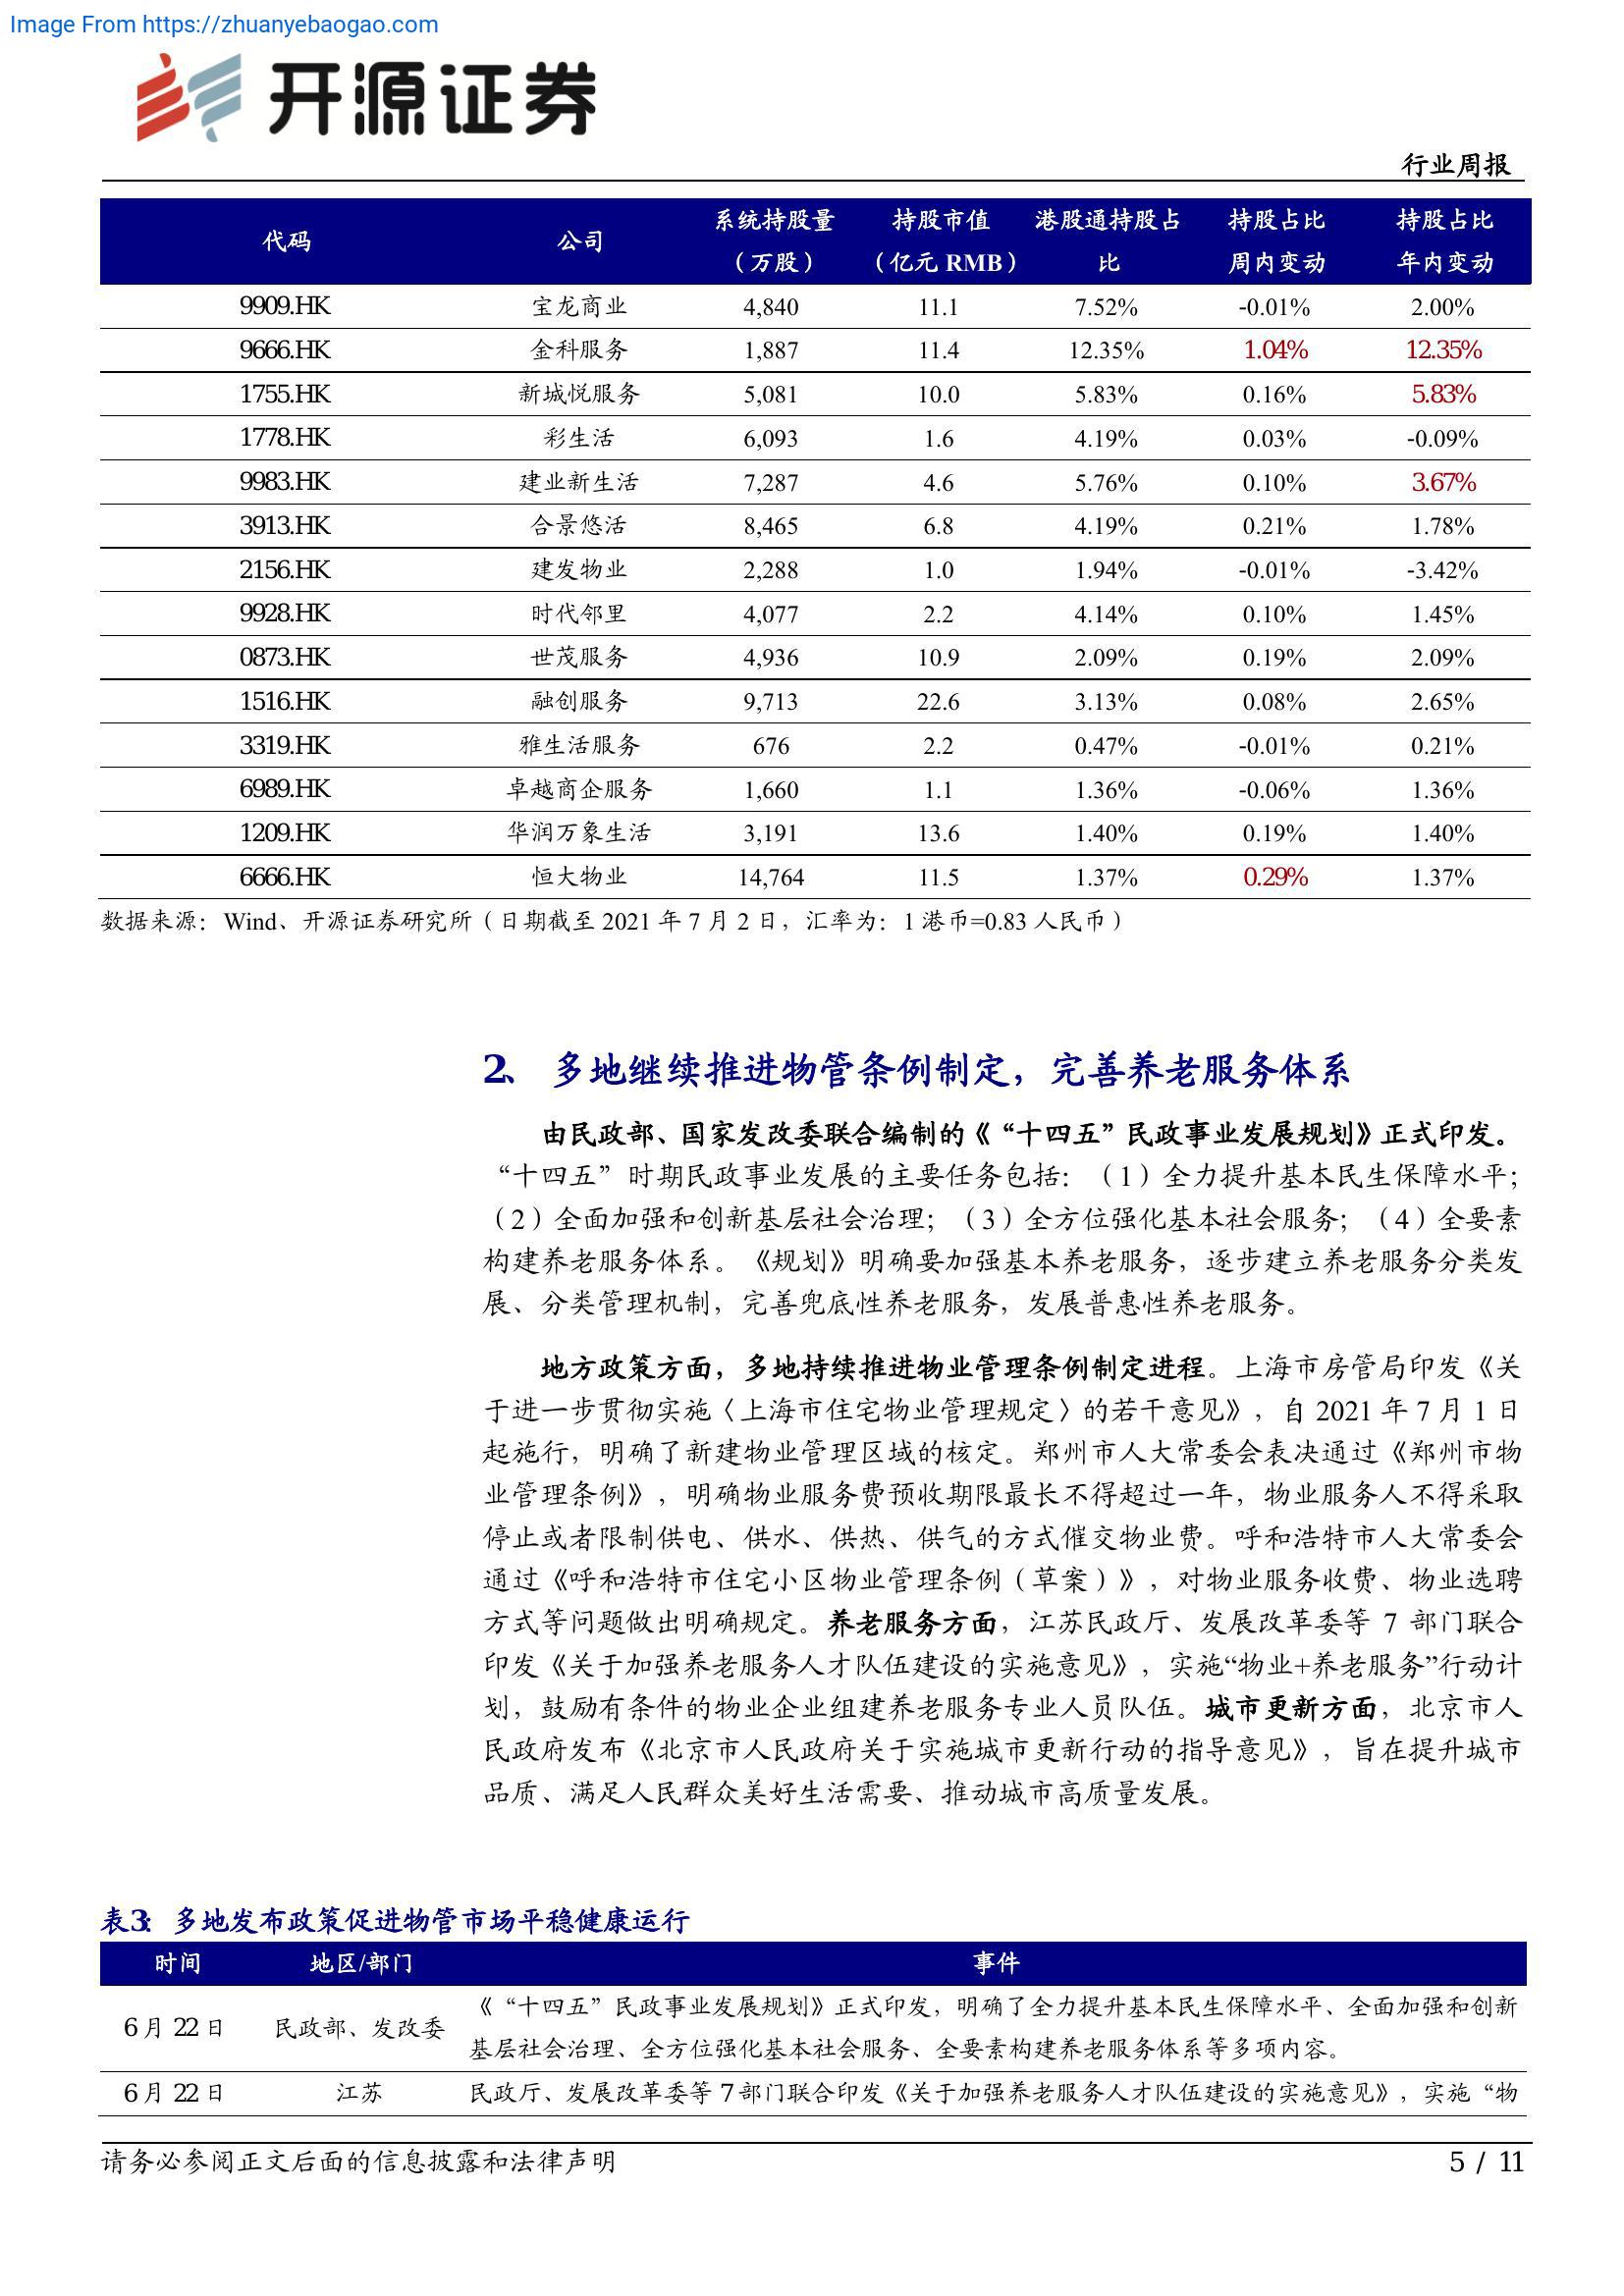 Image From https://zhuanyebaogao.com
开源证券
行业周报
代码 公司 系统持股量（万股） 持股市值（亿元 RMB） 港股通持股占比 持股占比周内变动 持股占比年内变动
9909.HK 宝龙商业 4,840 11.1 7.52% -0.01% 2.00%
9666.HK 金科服务 1,887 11.4 12.35% 1.04% 12.35%
1755.HK 新城悦服务 5,081 10.0 5.83% 0.16% 5.83%
1778.HK 彩生活 6,093 1.6 4.19% 0.03% -0.09%
9983.HK 建业新生活 7,287 4.6 5.76% 0.10% 3.67%
3913.HK 合景悠活 8,465 6.8 4.19% 0.21% 1.78%
2156.HK 建发物业 2,288 1.0 1.94% -0.01% -3.42%
9928.HK 时代邻里 4,077 2.2 4.14% 0.10% 1.45%
0873.HK 世茂服务 4,936 10.9 2.09% 0.19% 2.09%
1516.HK 融创服务 9,713 22.6 3.13% 0.08% 2.65%
3319.HK 雅生活服务 676 2.2 0.47% -0.01% 0.21%
6989.HK 卓越商企服务 1,660 1.1 1.36% -0.06% 1.36%
1209.HK 华润万象生活 3,191 13.6 1.40% 0.19% 1.40%
6666.HK 恒大物业 14,764 11.5 1.37% 0.29% 1.37%
数据来源：Wind、开源证券研究所（日期截至 2021 年 7 月 2 日，汇率为：1 港币=0.83 人民币）
2、 多地继续推进物管条例制定，完善养老服务体系
由民政部、国家发改委联合编制的《“十四五”民政事业发展规划》正式印发。
“十四五”时期民政事业发展的主要任务包括：（1）全力提升基本民生保障水平；
（2）全面加强和创新基层社会治理；（3）全方位强化基本社会服务；（4）全要素
构建养老服务体系。《规划》明确要加强基本养老服务，逐步建立养老服务分类发
展、分类管理机制，完善兜底性养老服务，发展普惠性养老服务。
地方政策方面，多地持续推进物业管理条例制定进程。上海市房管局印发《关
于进一步贯彻实施〈上海市住宅物业管理规定〉的若干意见》，自 2021 年 7 月 1 日
起施行，明确了新建物业管理区域的核定。郑州市人大常委会表决通过《郑州市物
业管理条例》，明确物业服务费预收期限最长不得超过一年，物业服务人不得采取
停止或者限制供电、供水、供热、供气的方式催交物业费。呼和浩特市人大常委会
通过《呼和浩特市住宅小区物业管理条例（草案）》，对物业服务收费、物业选聘
方式等问题做出明确规定。养老服务方面，江苏民政厅、发展改革委等 7 部门联合
印发《关于加强养老服务人才队伍建设的实施意见》，实施“物业+养老服务”行动计
划，鼓励有条件的物业企业组建养老服务专业人员队伍。城市更新方面，北京市人
民政府发布《北京市人民政府关于实施城市更新行动的指导意见》，旨在提升城市
品质、满足人民群众美好生活需要、推动城市高质量发展。
表3： 多地发布政策促进物管市场平稳健康运行
时间 地区/部门 事件
6 月 22 日 民政部、发改委 《“十四五”民政事业发展规划》正式印发，明确了全力提升基本民生保障水平、全面加强和创新
基层社会治理、全方位强化基本社会服务、全要素构建养老服务体系等多项内容。
6 月 22 日 江苏 民政厅、发展改革委等 7 部门联合印发《关于加强养老服务人才队伍建设的实施意见》，实施“物
请务必参阅正文后面的信息披露和法律声明 5 / 11